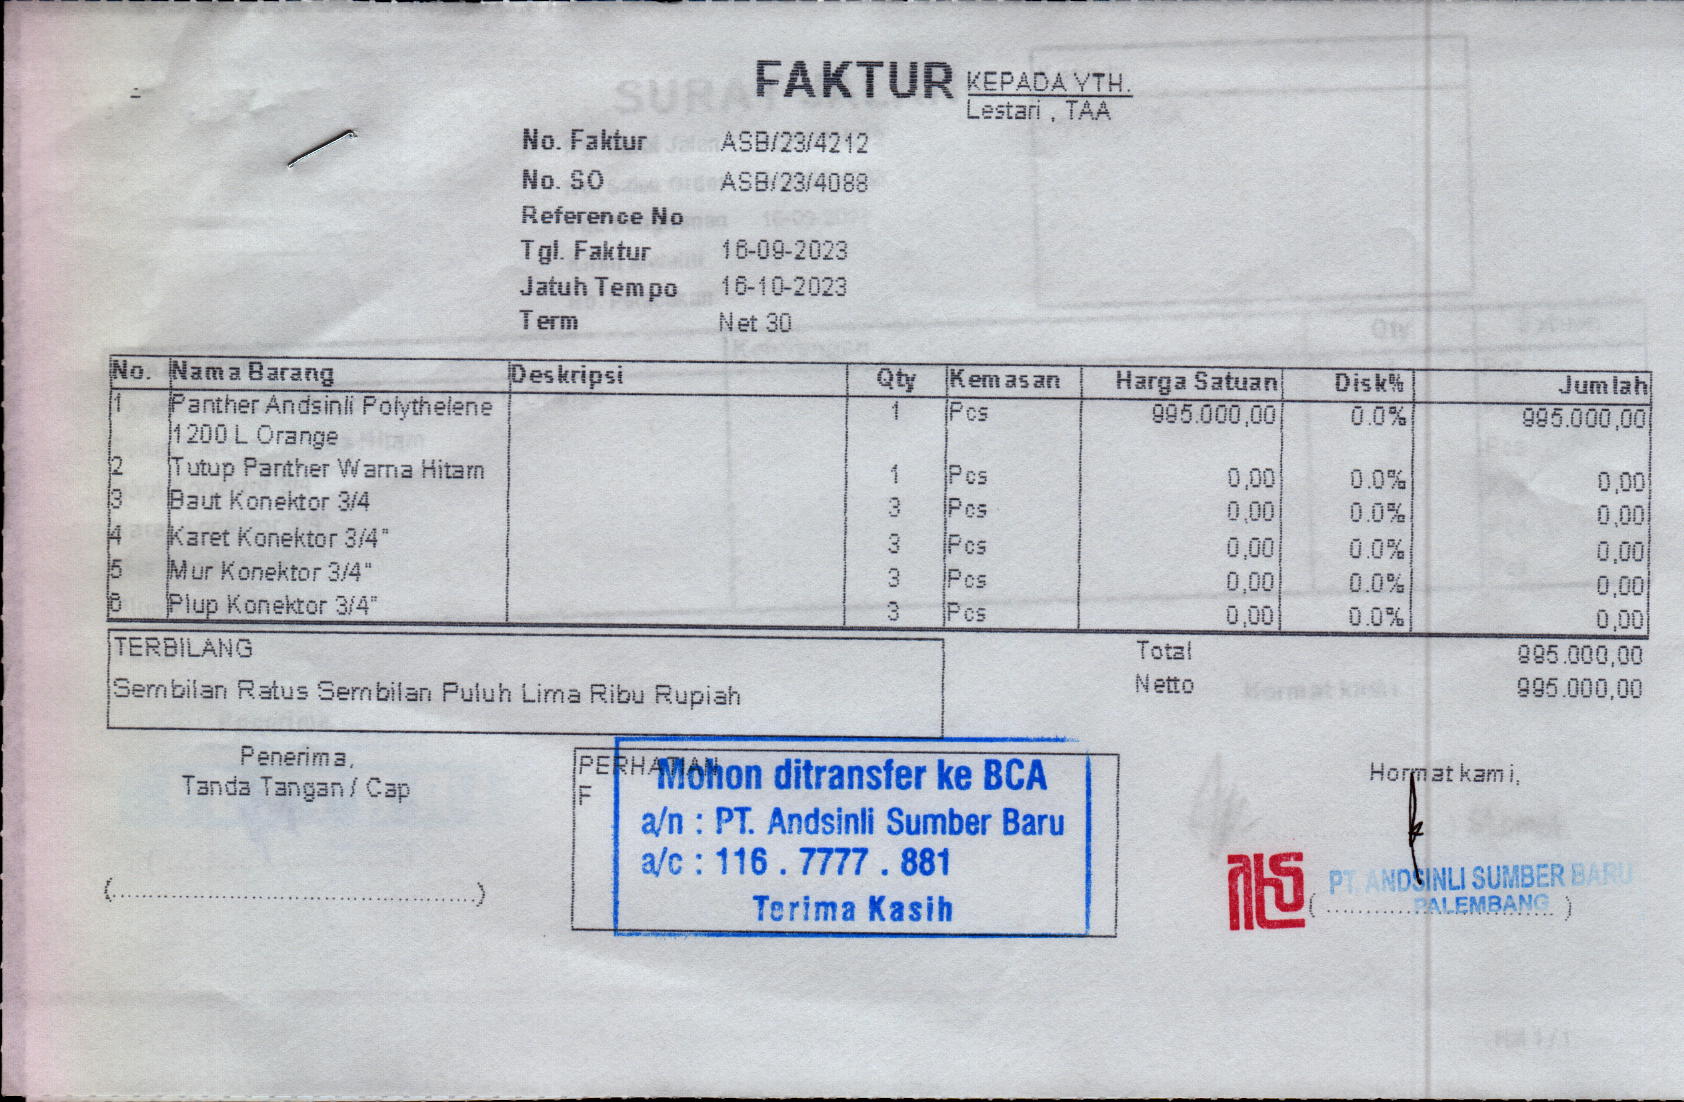 FAKTUR
KEPADA YTH.
Lestari , TAA
No. Faktur ASB/23/4212
No. SO ASB/23/4088
Reference No
Tgl. Faktur 16-09-2023
Jatuh Tempo 16-10-2023
Term Net 30
No. Nama Barang Deskripsi Qty Kemasan Harga Satuan Disk% Jumlah
1 Panther Andsinli Polythelene 1 Pcs 995.000,00 0.0% 995.000,00
1200 L Orange
2 Tutup Panther Warna Hitam 1 Pcs 0,00 0.0% 0,00
3 Baut Konektor 3/4 3 Pcs 0,00 0.0% 0,00
4 Karet Konektor 3/4" 3 Pcs 0,00 0.0% 0,00
5 Mur Konektor 3/4" 3 Pcs 0,00 0.0% 0,00
6 Plup Konektor 3/4" 3 Pcs 0,00 0.0% 0,00
TERBILANG
Sembilan Ratus Sembilan Puluh Lima Ribu Rupiah
Total 995.000,00
Netto 995.000,00
Penerima,
Tanda Tangan / Cap
PERHATIAN
F
Mohon ditransfer ke BCA
a/n : PT. Andsinli Sumber Baru
a/c : 116 . 7777 . 881
Terima Kasih
Hormat kami,
PT. ANDSINLI SUMBER BARU
PALEMBANG